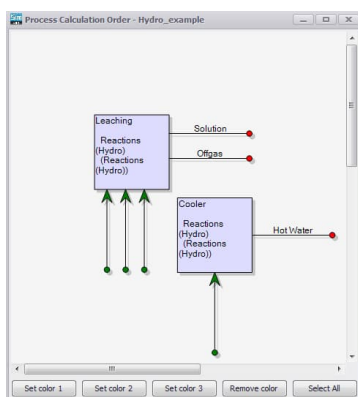 Process Calculation Order - Hydro_example
Leaching
Reactions
(Hydro)
(Reactions
(Hydro))
Solution
Offgas
Cooler
Reactions
(Hydro)
(Reactions
(Hydro))
Hot Water
Set color 1
Set color 2
Set color 3
Remove color
Select All